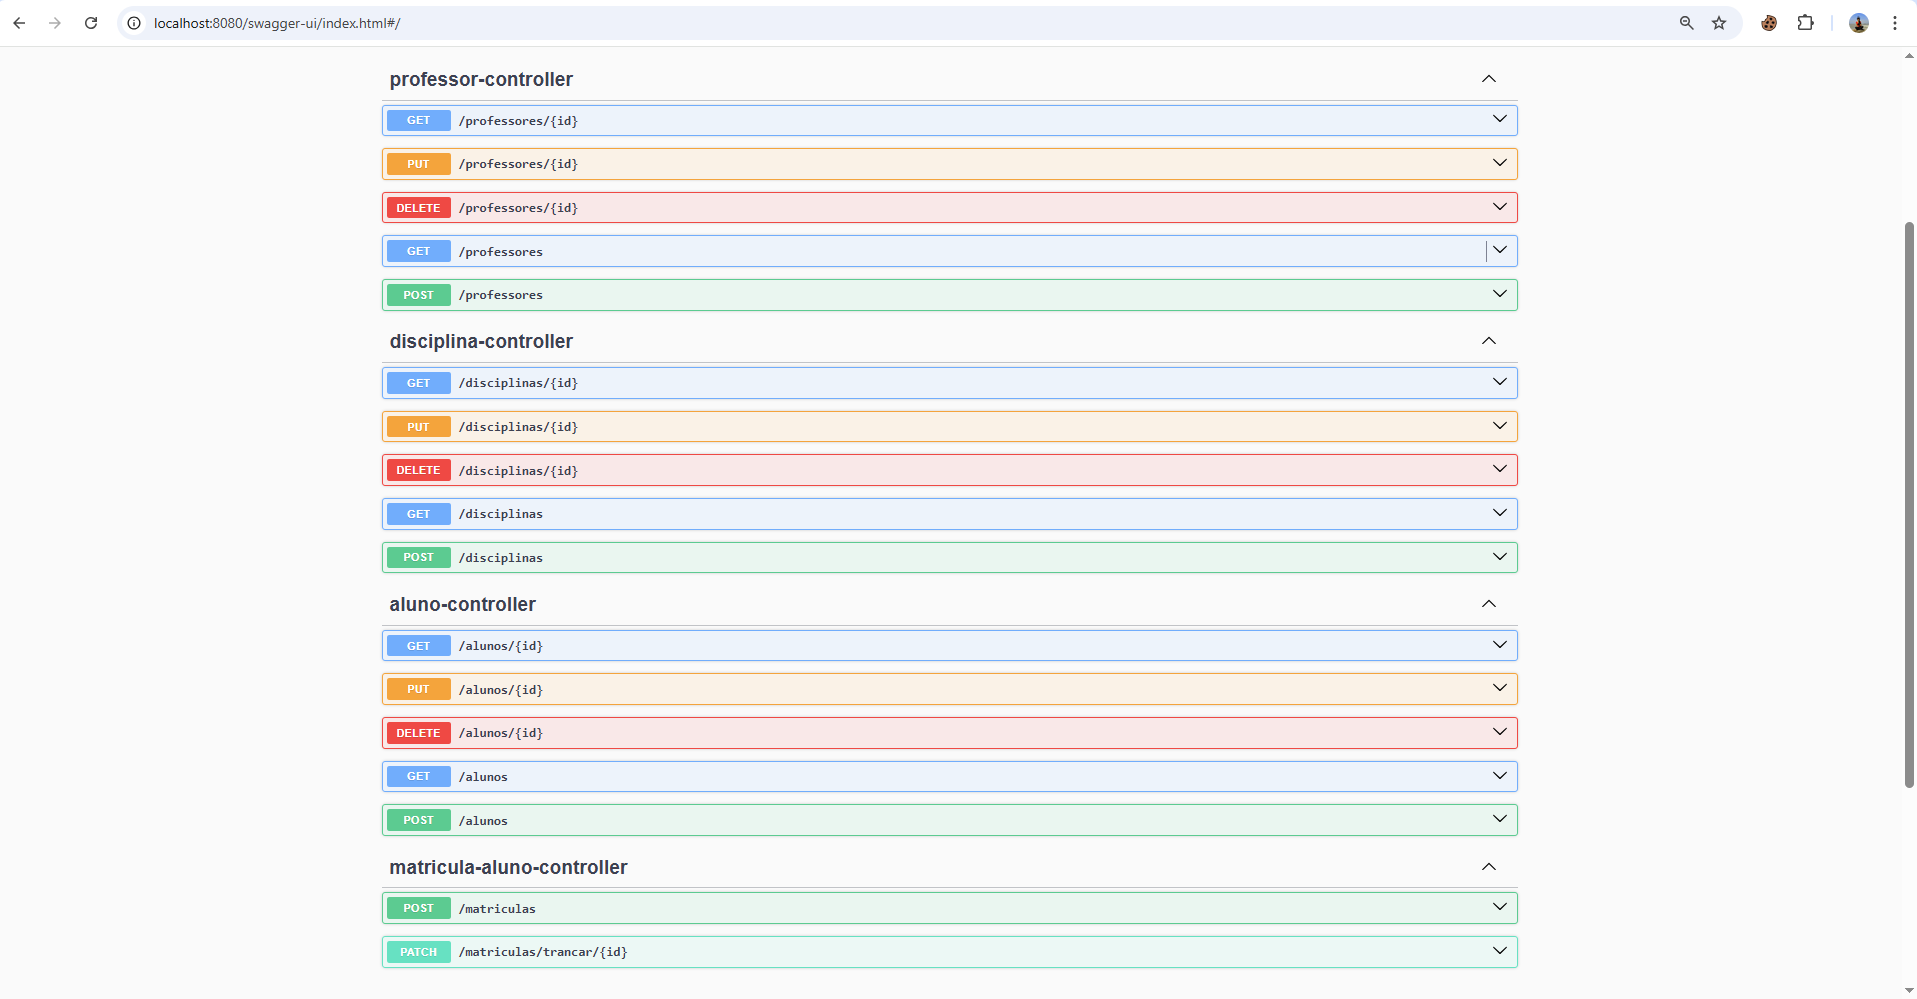 localhost:8080/swagger-ui/index.html#/
professor-controller
GET /professores/{id}
PUT /professores/{id}
DELETE /professores/{id}
GET /professores
POST /professores
disciplina-controller
GET /disciplinas/{id}
PUT /disciplinas/{id}
DELETE /disciplinas/{id}
GET /disciplinas
POST /disciplinas
aluno-controller
GET /alunos/{id}
PUT /alunos/{id}
DELETE /alunos/{id}
GET /alunos
POST /alunos
matricula-aluno-controller
POST /matriculas
PATCH /matriculas/trancar/{id}